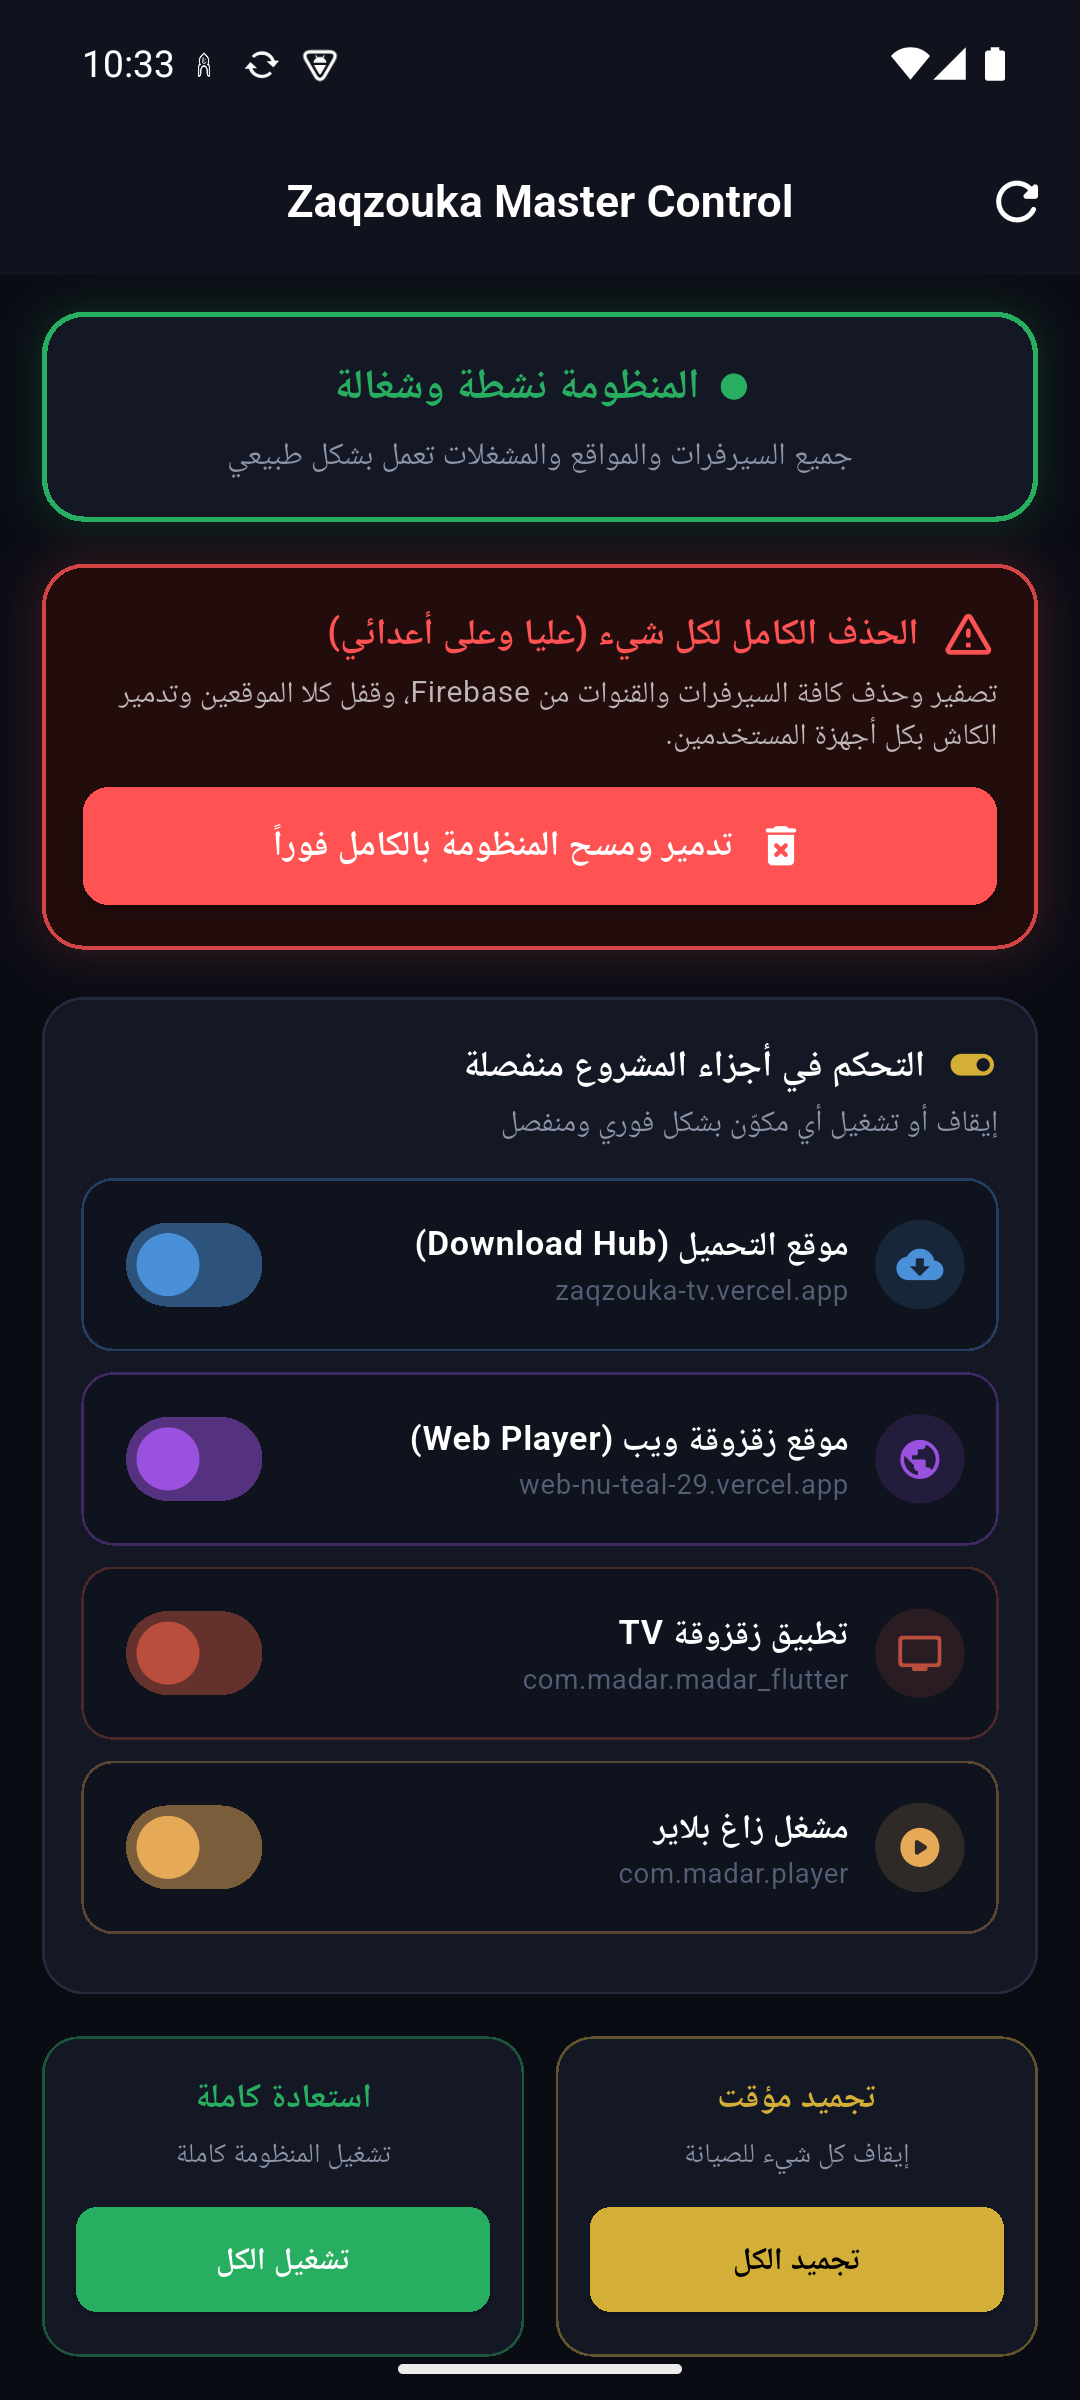 10:33
Zaqzouka Master Control
المنظومة نشطة وشغالة
جميع السيرفرات والمواقع والمشغلات تعمل بشكل طبيعي
الحذف الكامل لكل شيء (عليا وعلى أعدائي)
تصفير وحذف كافة السيرفرات والقنوات من Firebase، وقفل كلا الموقعين وتدمير
الكاش بكل أجهزة المستخدمين.
تدمير ومسح المنظومة بالكامل فوراً
التحكم في أجزاء المشروع منفصلة
إيقاف أو تشغيل أي مكوّن بشكل فوري ومنفصل
موقع التحميل (Download Hub)
zaqzouka-tv.vercel.app
موقع زقزوقة ويب (Web Player)
web-nu-teal-29.vercel.app
تطبيق زقزوقة TV
com.madar.madar_flutter
مشغل زاغ بلاير
com.madar.player
تجميد مؤقت
إيقاف كل شيء للصيانة
تجميد الكل
استعادة كاملة
تشغيل المنظومة كاملة
تشغيل الكل